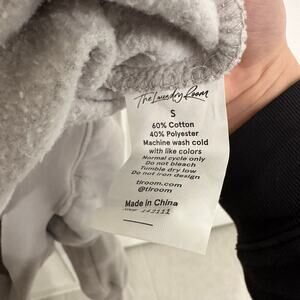 The Laundry Room
S
60% Cotton
40% Polyester
Machine wash cold
with like colors
Normal cycle only
Do not bleach
Tumble dry low
Do not iron design
tlroom.com
@tlroom
Made in China